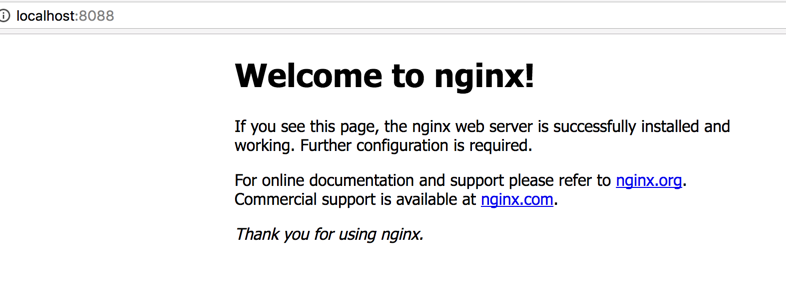 localhost:8088
Welcome to nginx!
If you see this page, the nginx web server is successfully installed and
working. Further configuration is required.
For online documentation and support please refer to nginx.org.
Commercial support is available at nginx.com.
Thank you for using nginx.